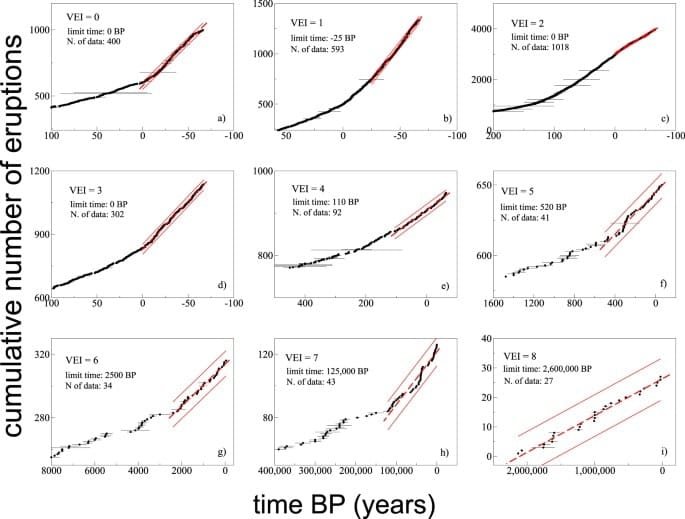 cumulative number of eruptions
VEI = 0
limit time: 0 BP
N. of data: 400
1000
500
100 50 0 -50 -100
a)
VEI = 1
limit time: -25 BP
N. of data: 593
1500
1250
1000
750
500
50 0 -50 -100
b)
VEI = 2
limit time: 0 BP
N. of data: 1018
4000
2000
0
200 100 0 -100
c)
VEI = 3
limit time: 0 BP
N. of data: 302
1200
900
600
100 50 0 -50 -100
d)
VEI = 4
limit time: 110 BP
N. of data: 92
1000
800
400 200 0
e)
VEI = 5
limit time: 520 BP
N. of data: 41
650
600
1600 1200 800 400 0
f)
VEI = 6
limit time: 2500 BP
N of data: 34
320
280
8000 6000 4000 2000 0
g)
VEI = 7
limit time: 125,000 BP
N. of data: 43
120
80
400,000 300,000 200,000 100,000 0
h)
VEI = 8
limit time: 2,600,000 BP
N. of data: 27
40
30
20
10
0
2,000,000 1,000,000 0
i)
time BP (years)